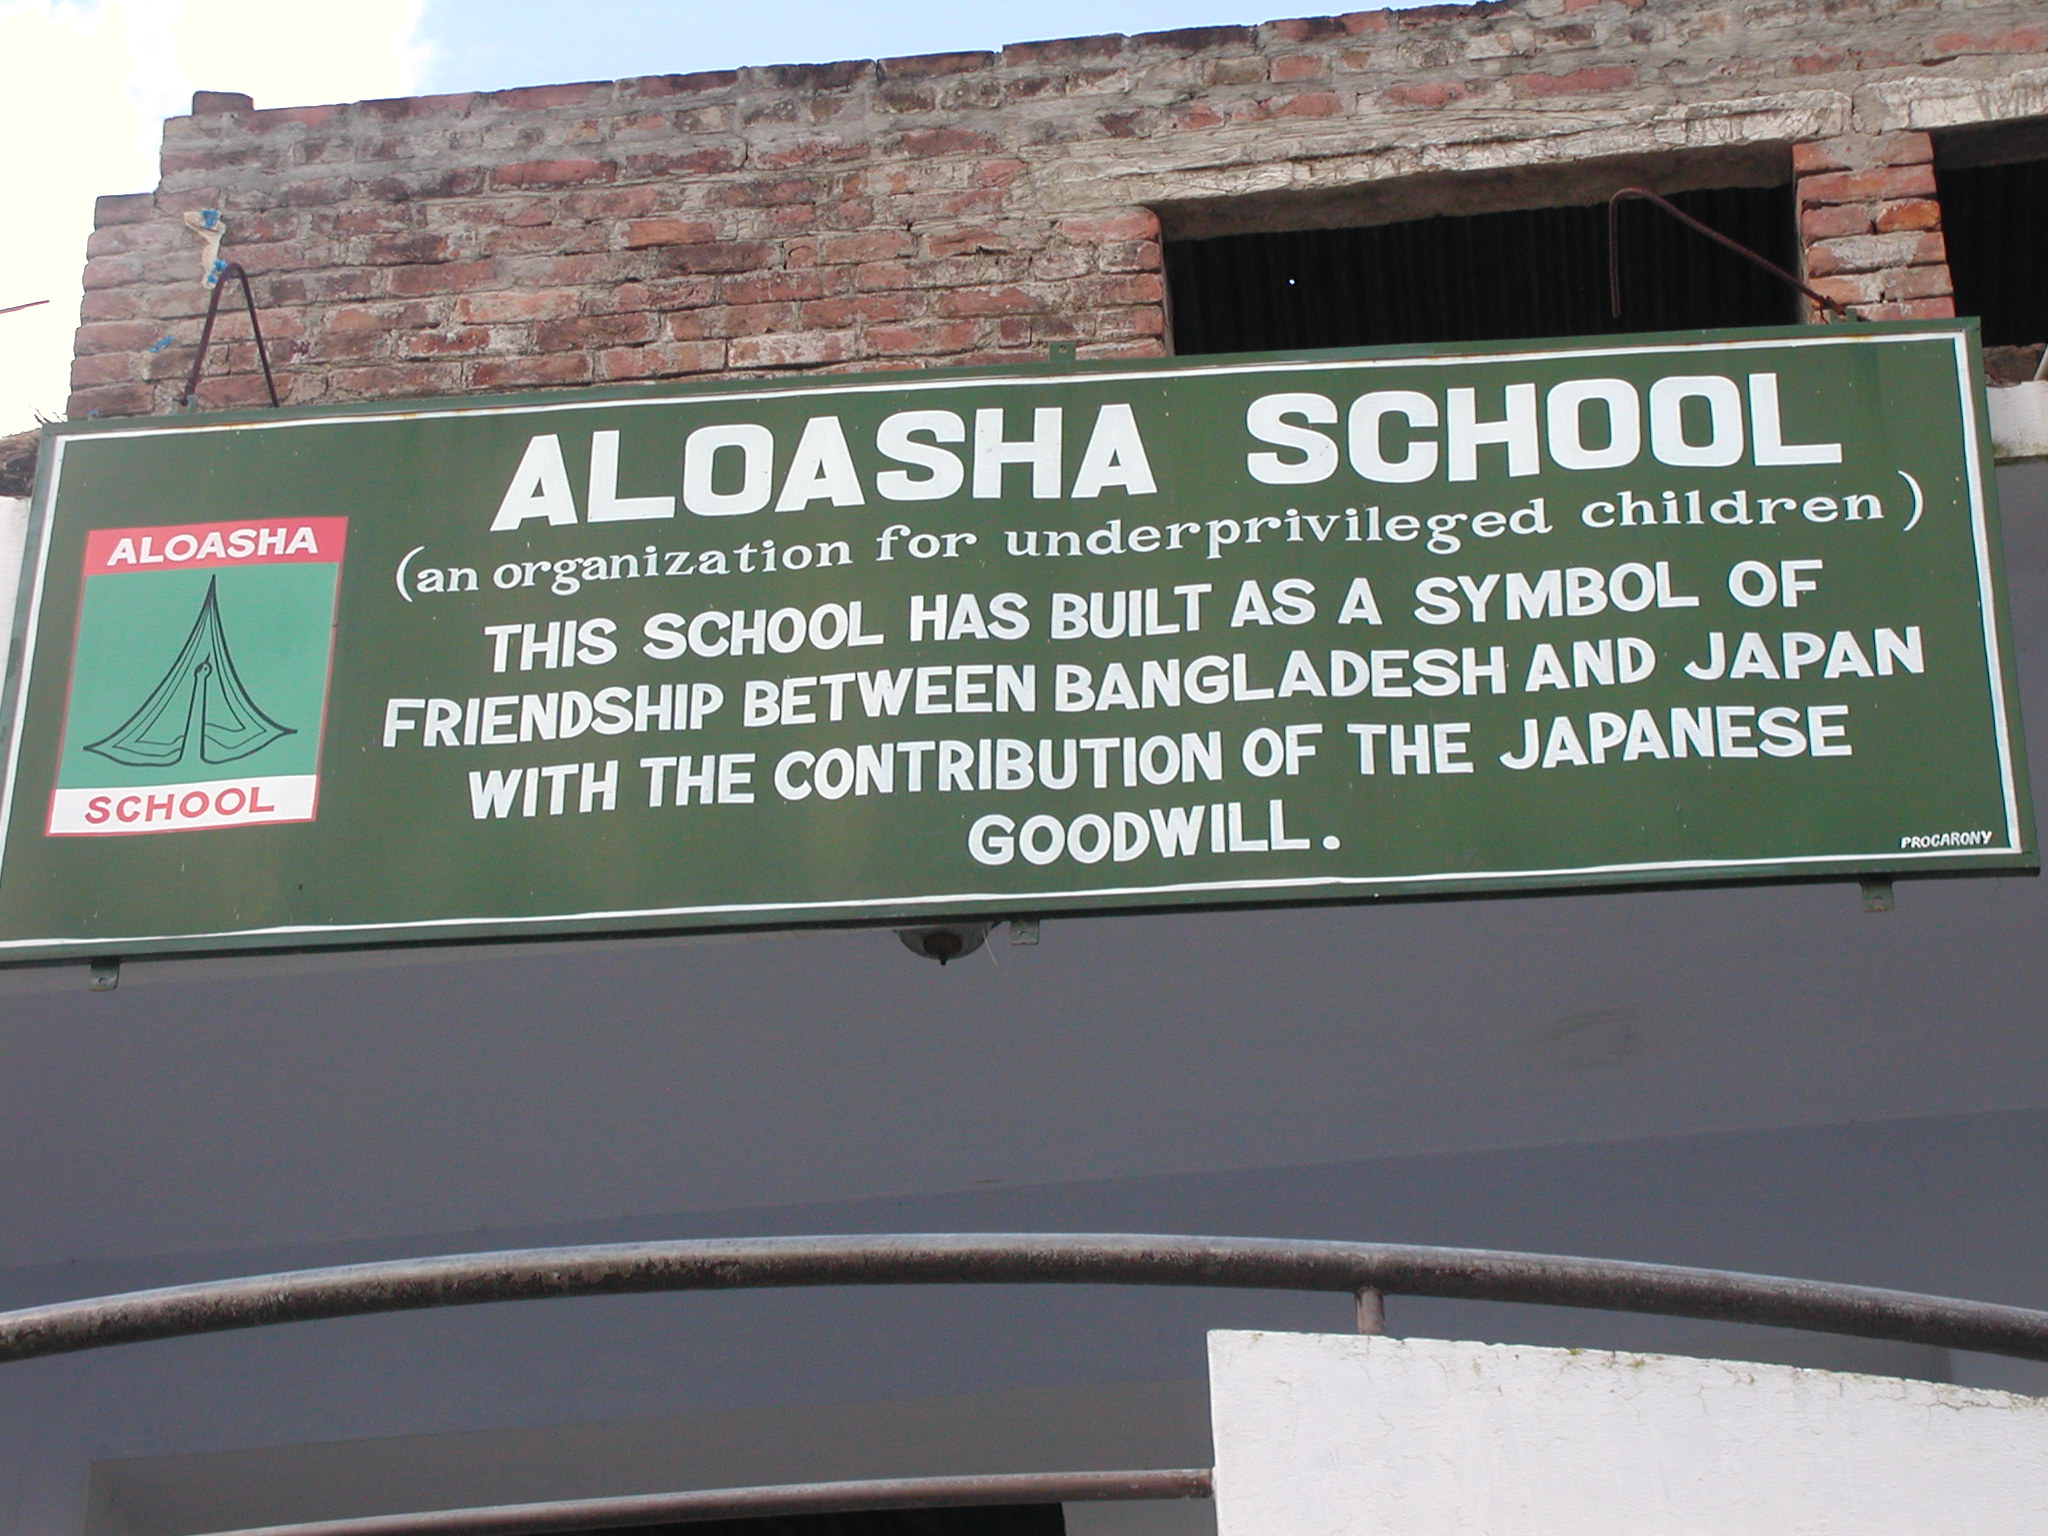 ALOASHA SCHOOL
(an organization for underprivileged children)
THIS SCHOOL HAS BUILT AS A SYMBOL OF
FRIENDSHIP BETWEEN BANGLADESH AND JAPAN
WITH THE CONTRIBUTION OF THE JAPANESE
GOODWILL.
ALOASHA
SCHOOL
PROCARONY